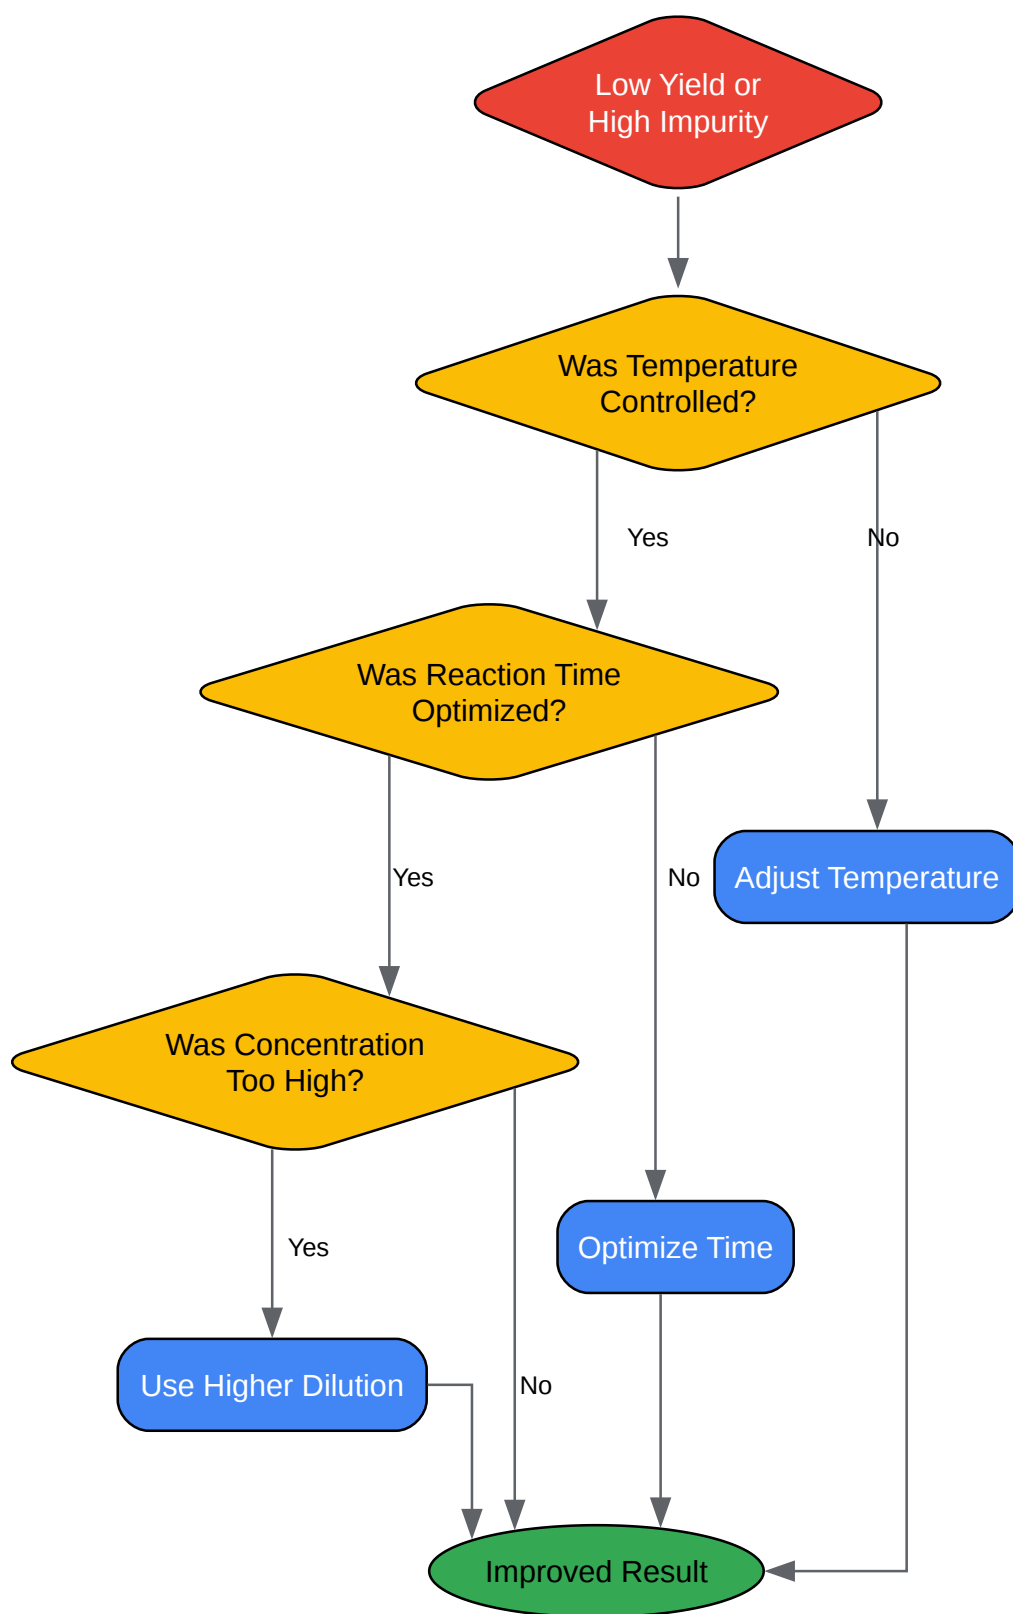 Low Yield or
High Impurity
Was Temperature
Controlled?
Yes
No
Was Reaction Time
Optimized?
Yes
No
Adjust Temperature
Was Concentration
Too High?
Yes
Optimize Time
Use Higher Dilution
No
Improved Result